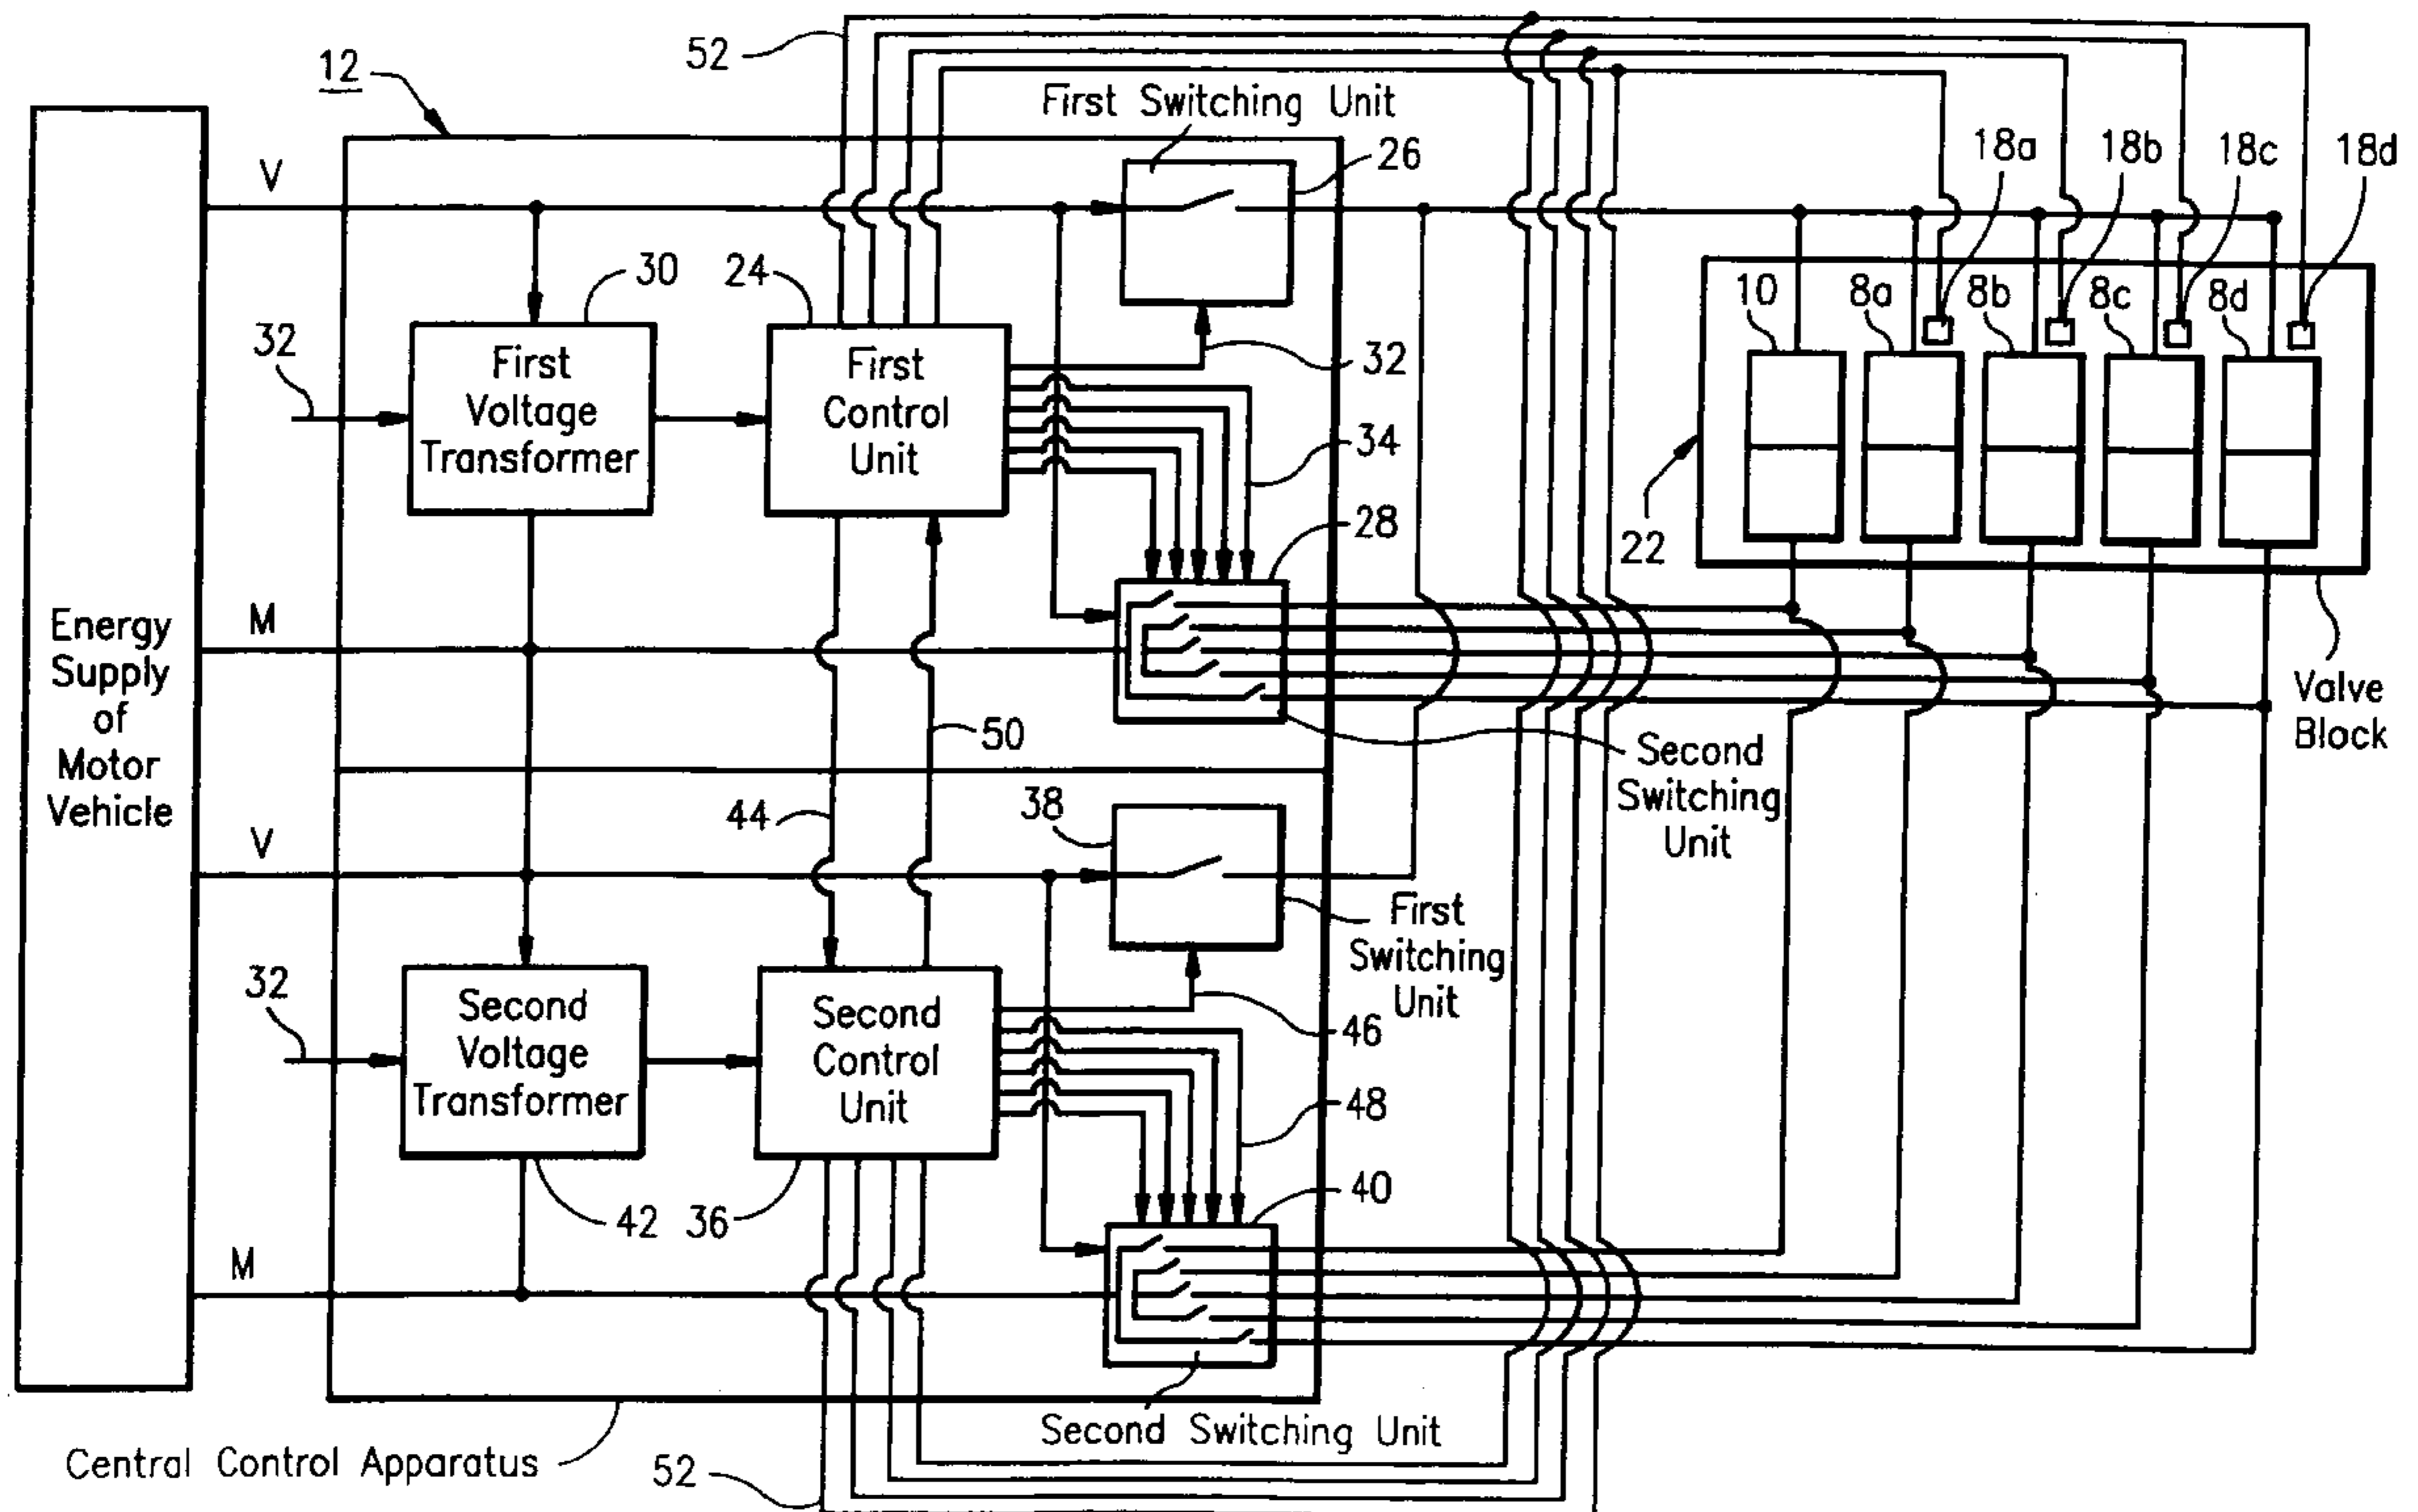 52
12
First Switching Unit
26
18a
18b
18c
18d
V
30
24
10
8a
8b
8c
8d
32
First
Voltage
Transformer
First
Control
Unit
32
34
22
28
Energy
Supply
of
Motor
Vehicle
M
Valve
Block
50
Second
Switching
Unit
44
38
V
First
Switching
Unit
32
Second
Voltage
Transformer
Second
Control
Unit
46
48
40
42
36
M
Second Switching Unit
Central Control Apparatus
52